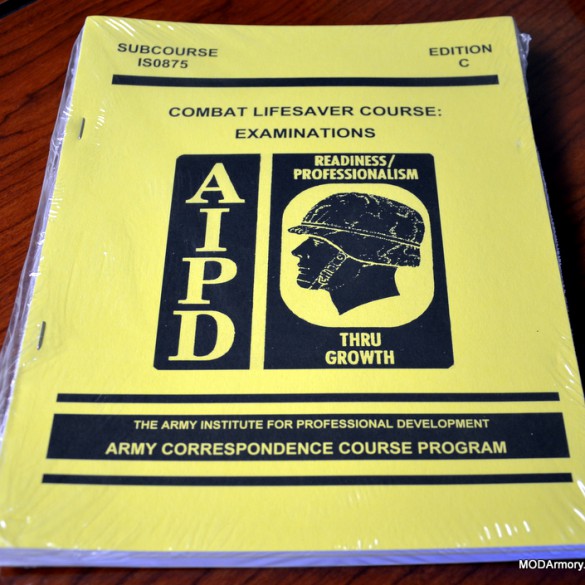 SUBCOURSE
IS0875
EDITION
C
COMBAT LIFESAVER COURSE:
EXAMINATIONS
AIPD
READINESS/
PROFESSIONALISM
THRU
GROWTH
THE ARMY INSTITUTE FOR PROFESSIONAL DEVELOPMENT
ARMY CORRESPONDENCE COURSE PROGRAM
MODArmory